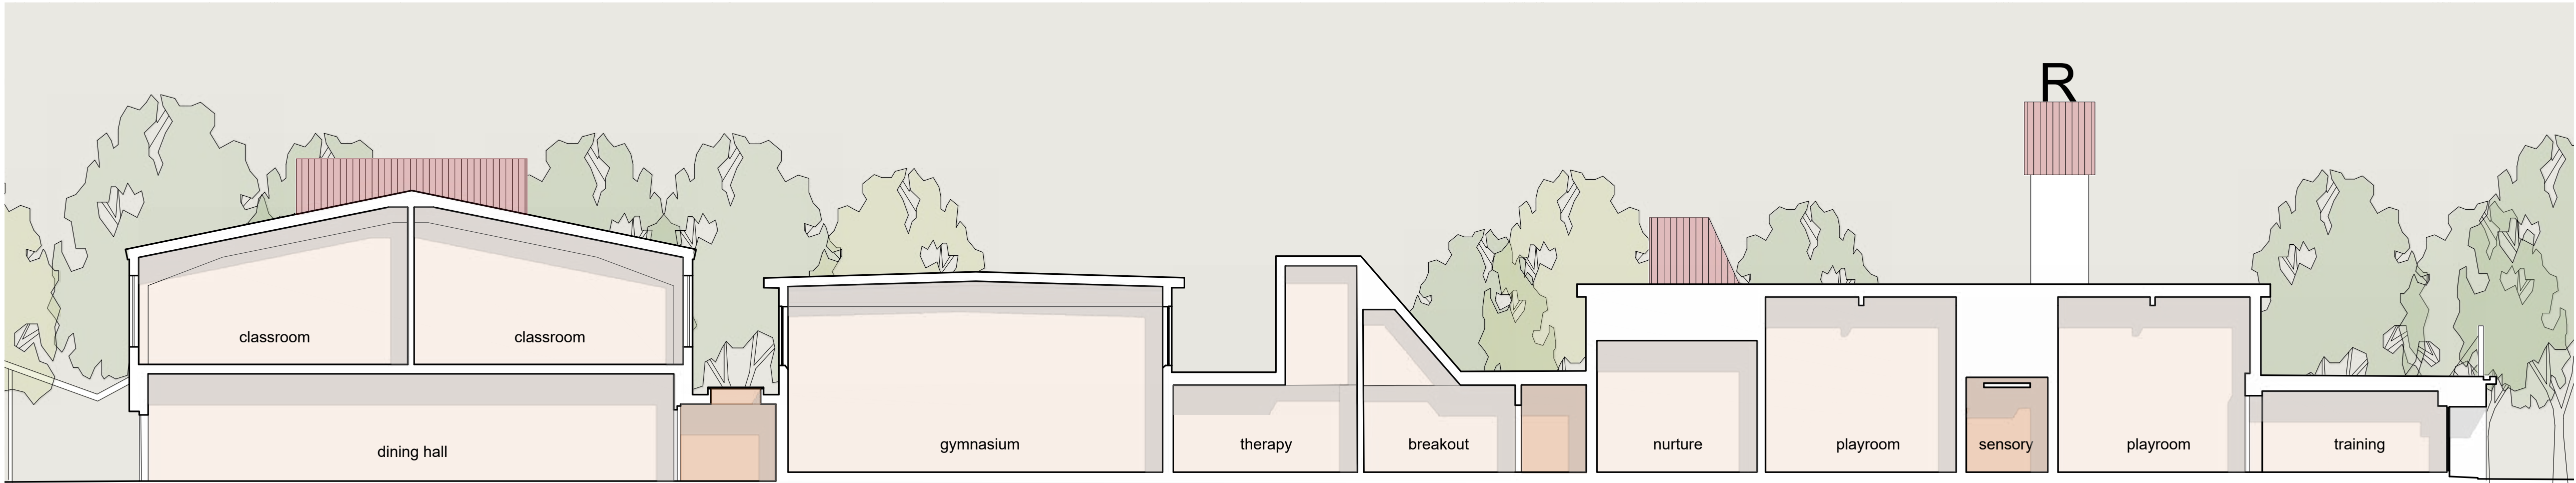 R
classroom
classroom
dining hall
gymnasium
therapy
breakout
nurture
playroom
sensory
playroom
training